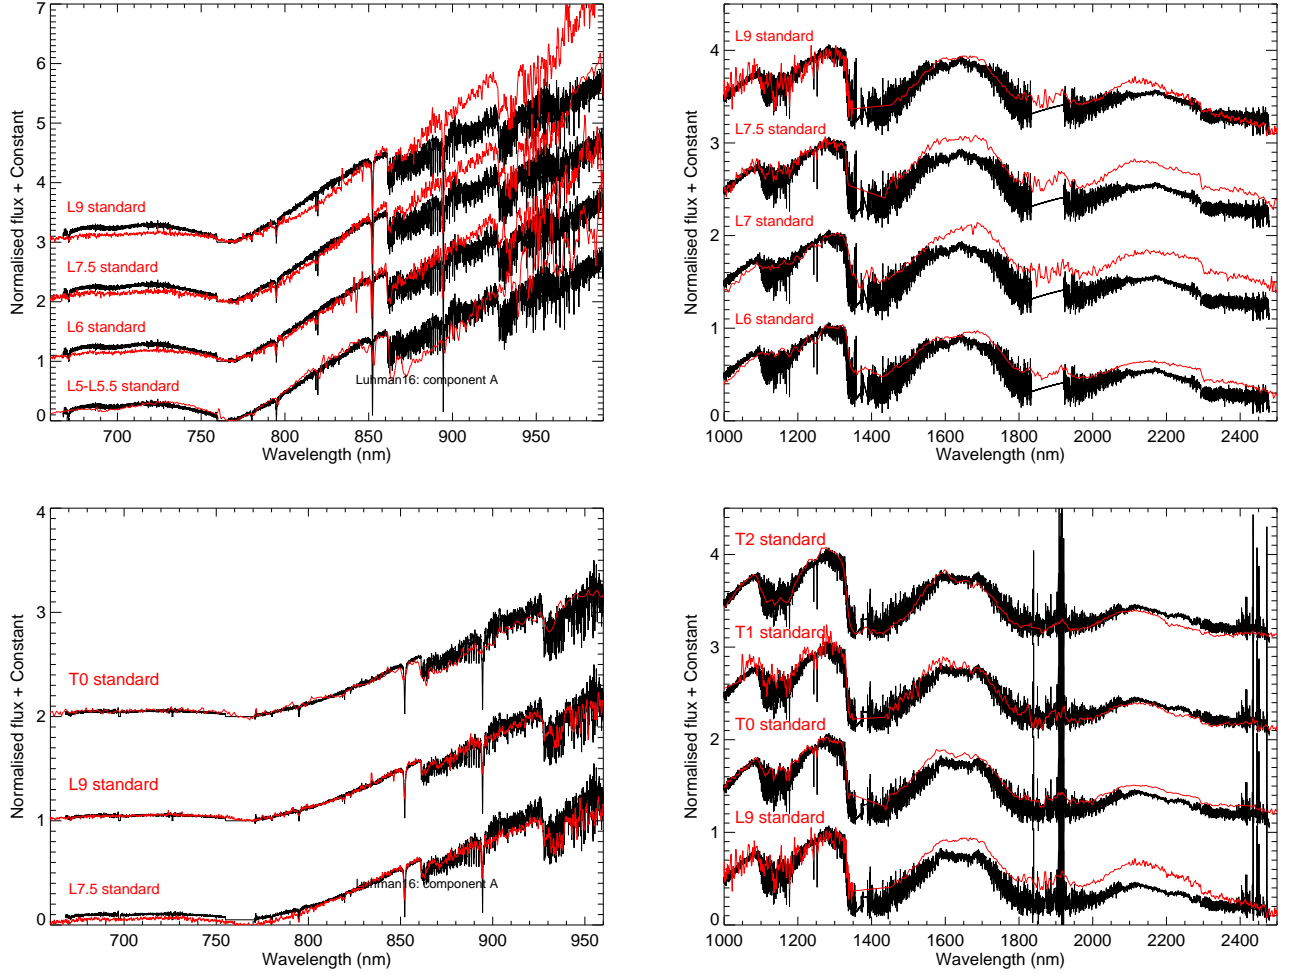 7
6
5
4
3
2
1
0
Normalised flux + Constant
L9 standard
L7.5 standard
L6 standard
L5-L5.5 standard
Luhman16: component A
700 750 800 850 900 950
Wavelength (nm)
4
3
2
1
0
Normalised flux + Constant
L9 standard
L7.5 standard
L7 standard
L6 standard
1000 1200 1400 1600 1800 2000 2200 2400
Wavelength (nm)
4
3
2
1
0
Normalised flux + Constant
T0 standard
L9 standard
L7.5 standard
Luhman16: component A
700 750 800 850 900 950
Wavelength (nm)
4
3
2
1
0
Normalised flux + Constant
T2 standard
T1 standard
T0 standard
L9 standard
1000 1200 1400 1600 1800 2000 2200 2400
Wavelength (nm)